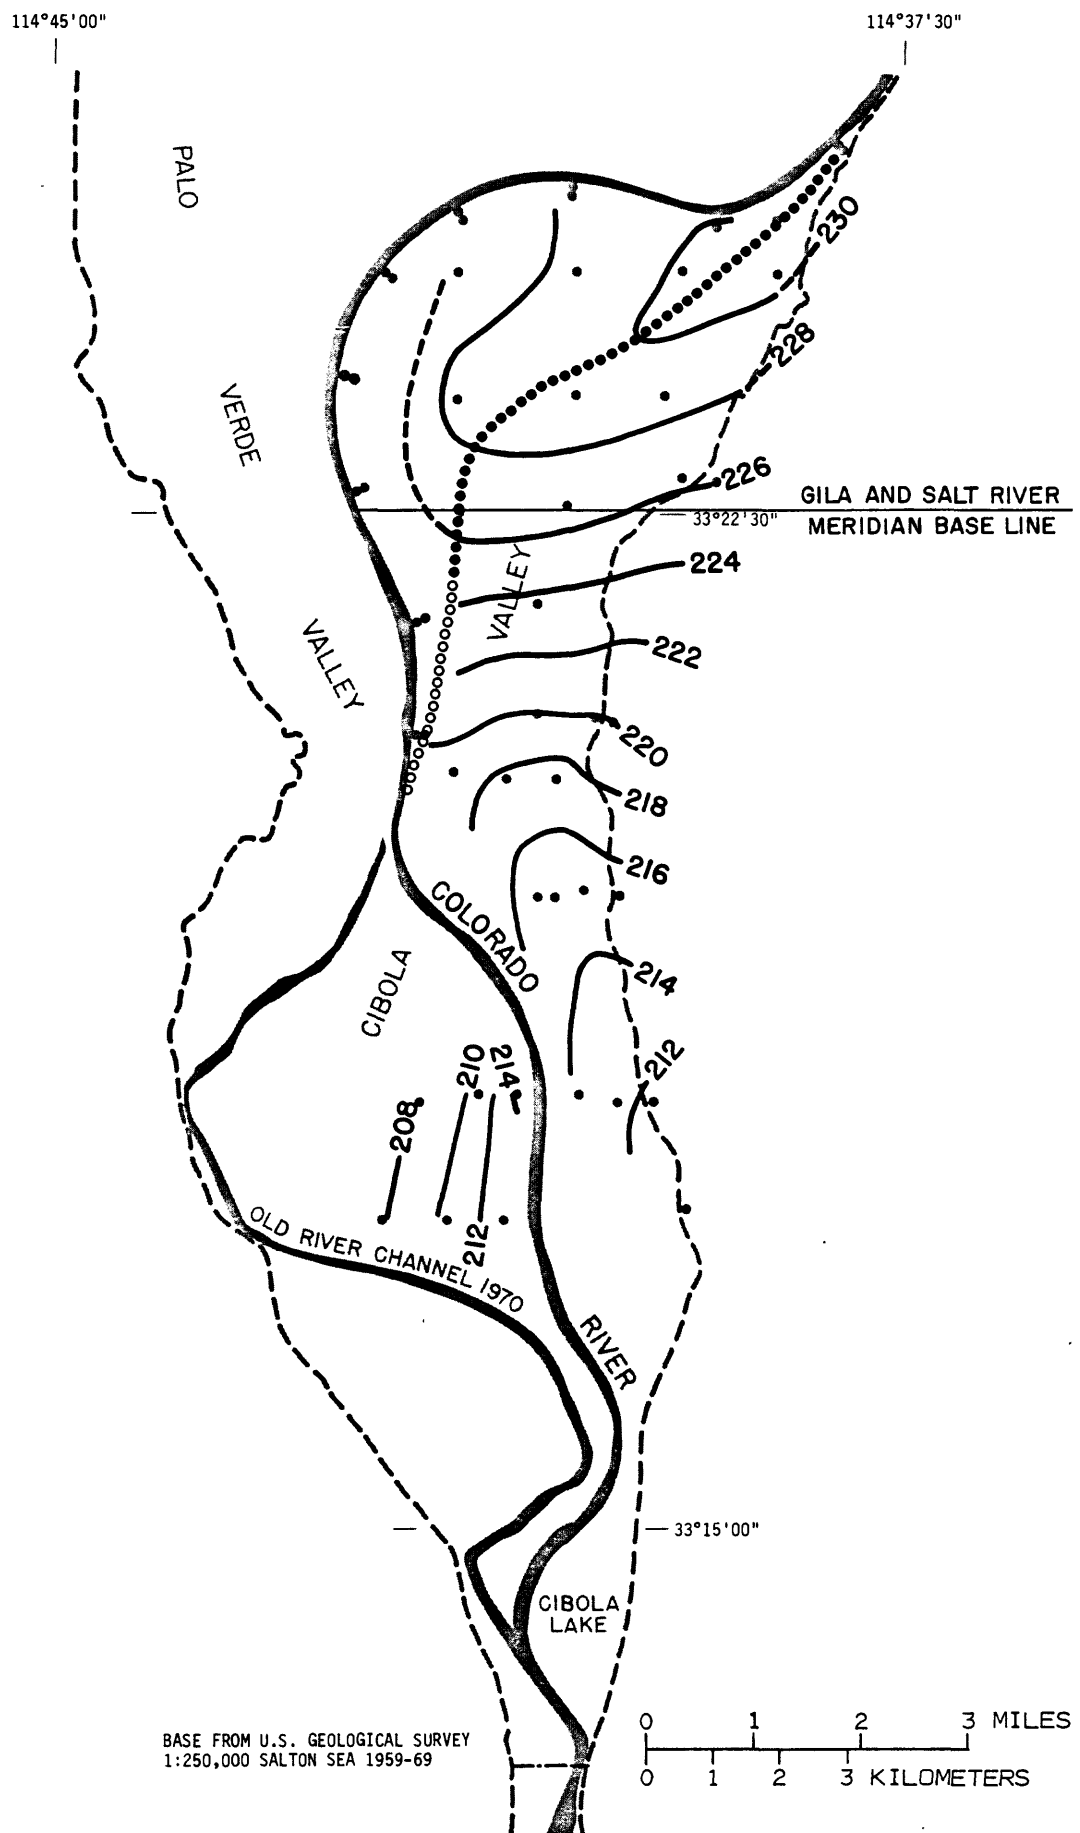 114°45'00"
114°37'30"
PALO
230
228
VERDE
226
GILA AND SALT RIVER
33°22'30"
MERIDIAN BASE LINE
224
VALLEY
VALLEY
222
220
218
216
COLORADO
CIBOLA
214
212
210
214
208
212
OLD RIVER CHANNEL 1970
RIVER
33°15'00"
CIBOLA
LAKE
BASE FROM U.S. GEOLOGICAL SURVEY
1:250,000 SALTON SEA 1959-69
0 1 2 3 MILES
0 1 2 3 KILOMETERS